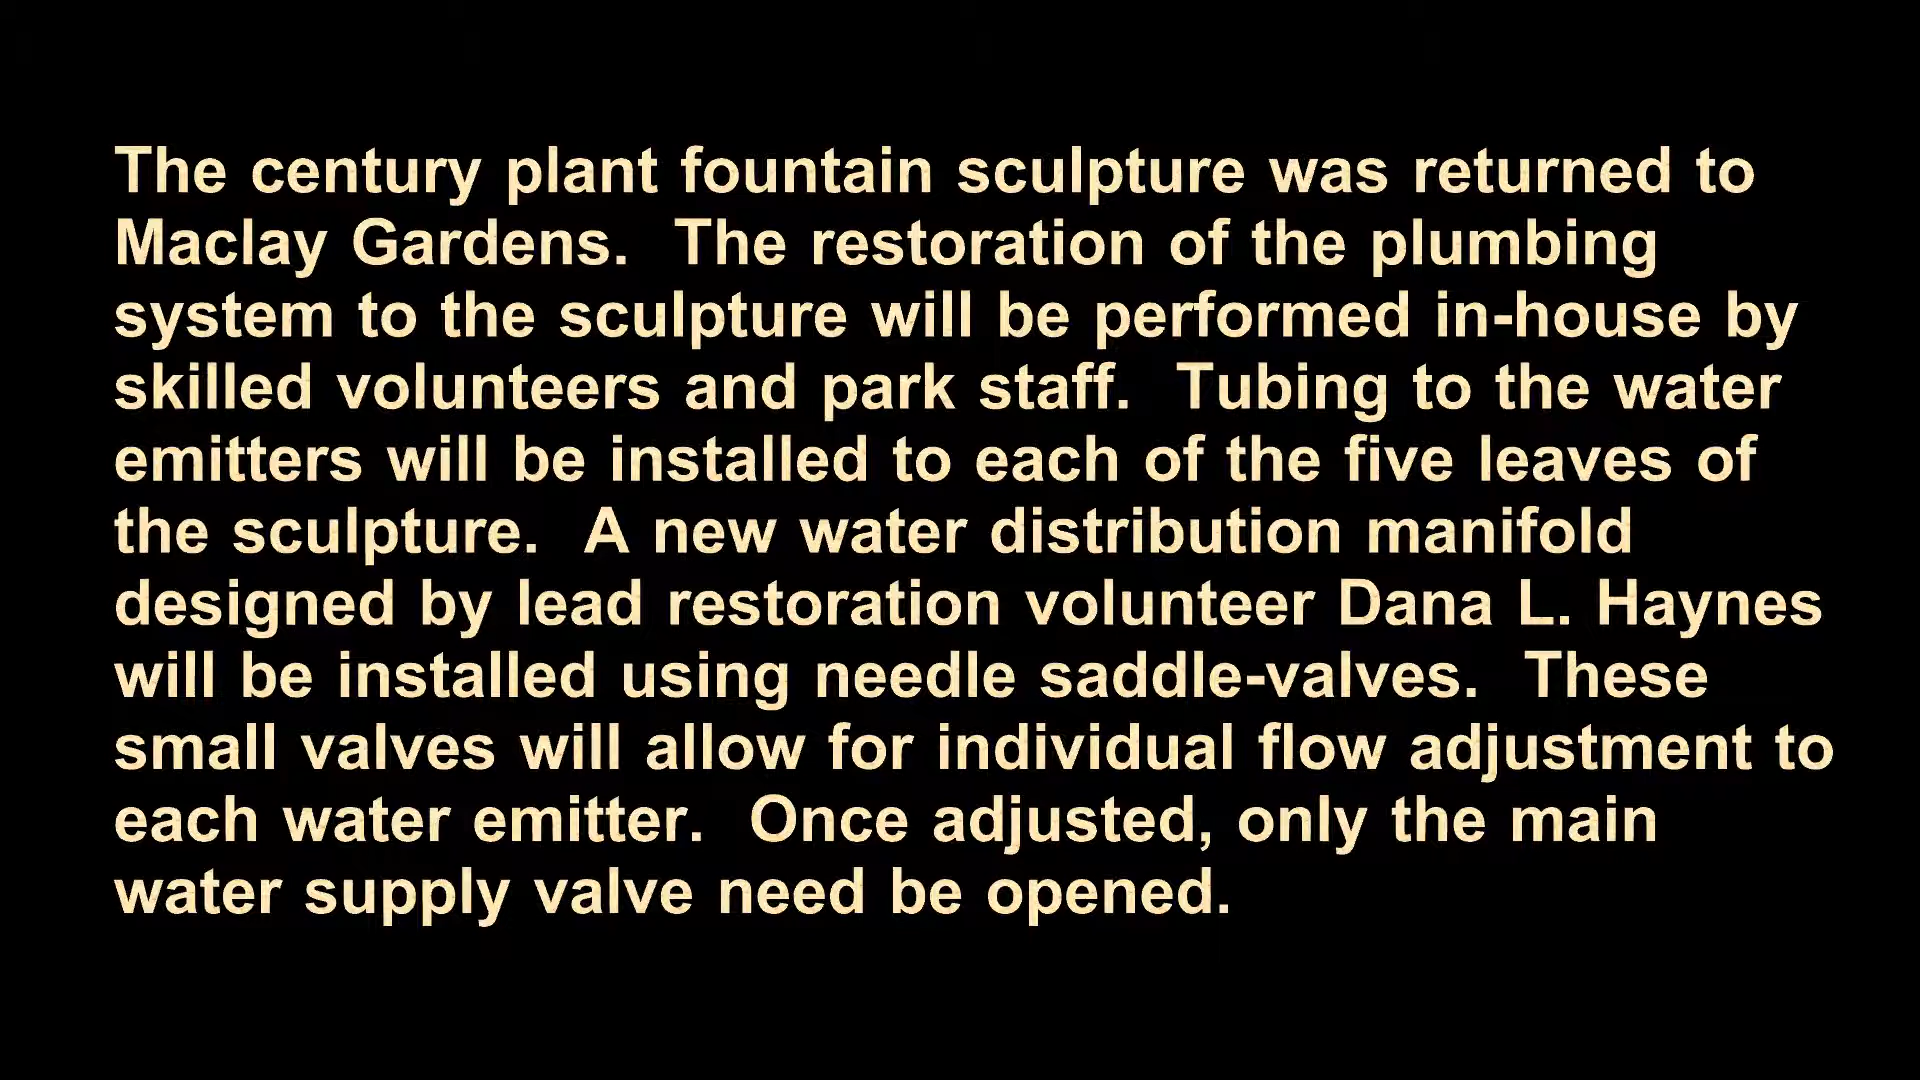 The century plant fountain sculpture was returned to
Maclay Gardens.  The restoration of the plumbing
system to the sculpture will be performed in-house by
skilled volunteers and park staff.  Tubing to the water
emitters will be installed to each of the five leaves of
the sculpture.  A new water distribution manifold
designed by lead restoration volunteer Dana L. Haynes
will be installed using needle saddle-valves.  These
small valves will allow for individual flow adjustment to
each water emitter.  Once adjusted, only the main
water supply valve need be opened.